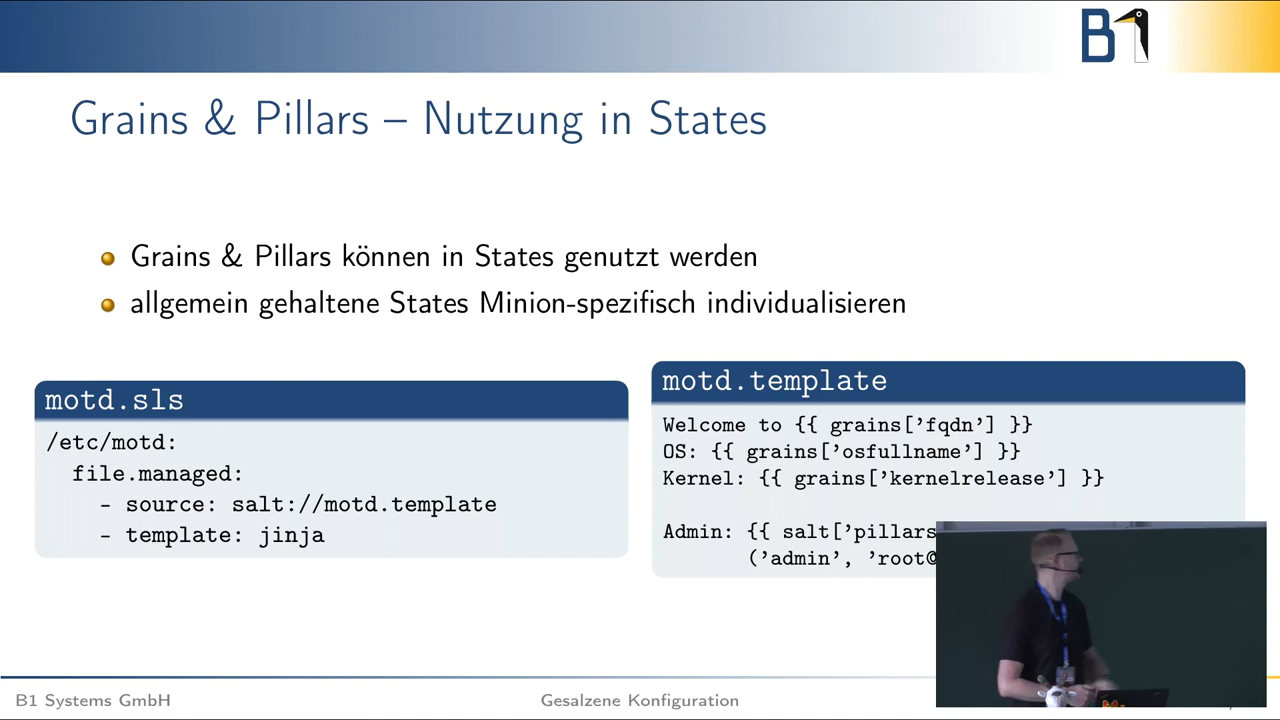 B1
Grains & Pillars – Nutzung in States
Grains & Pillars können in States genutzt werden
allgemein gehaltene States Minion-spezifisch individualisieren
motd.sls
/etc/motd:
file.managed:
- source: salt://motd.template
- template: jinja
motd.template
Welcome to {{ grains['fqdn'] }}
OS: {{ grains['osfullname'] }}
Kernel: {{ grains['kernelrelease'] }}
Admin: {{ salt['pillars
('admin', 'root@
B1 Systems GmbH
Gesalzene Konfiguration